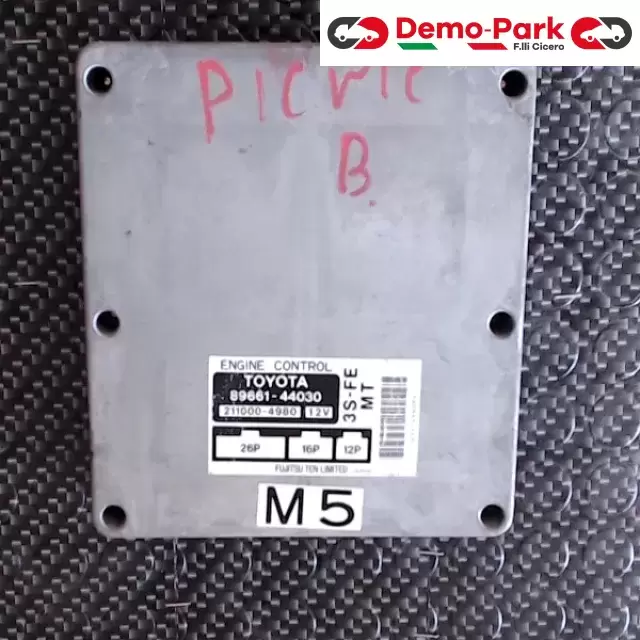 Demo-Park
F.lli Cicero
PICNIC
B.
ENGINE CONTROL
TOYOTA
89661-44030
211000-4980 12V
3S-FE
MT
26P 16P 12P
FUJITSU TEN LIMITED
M5